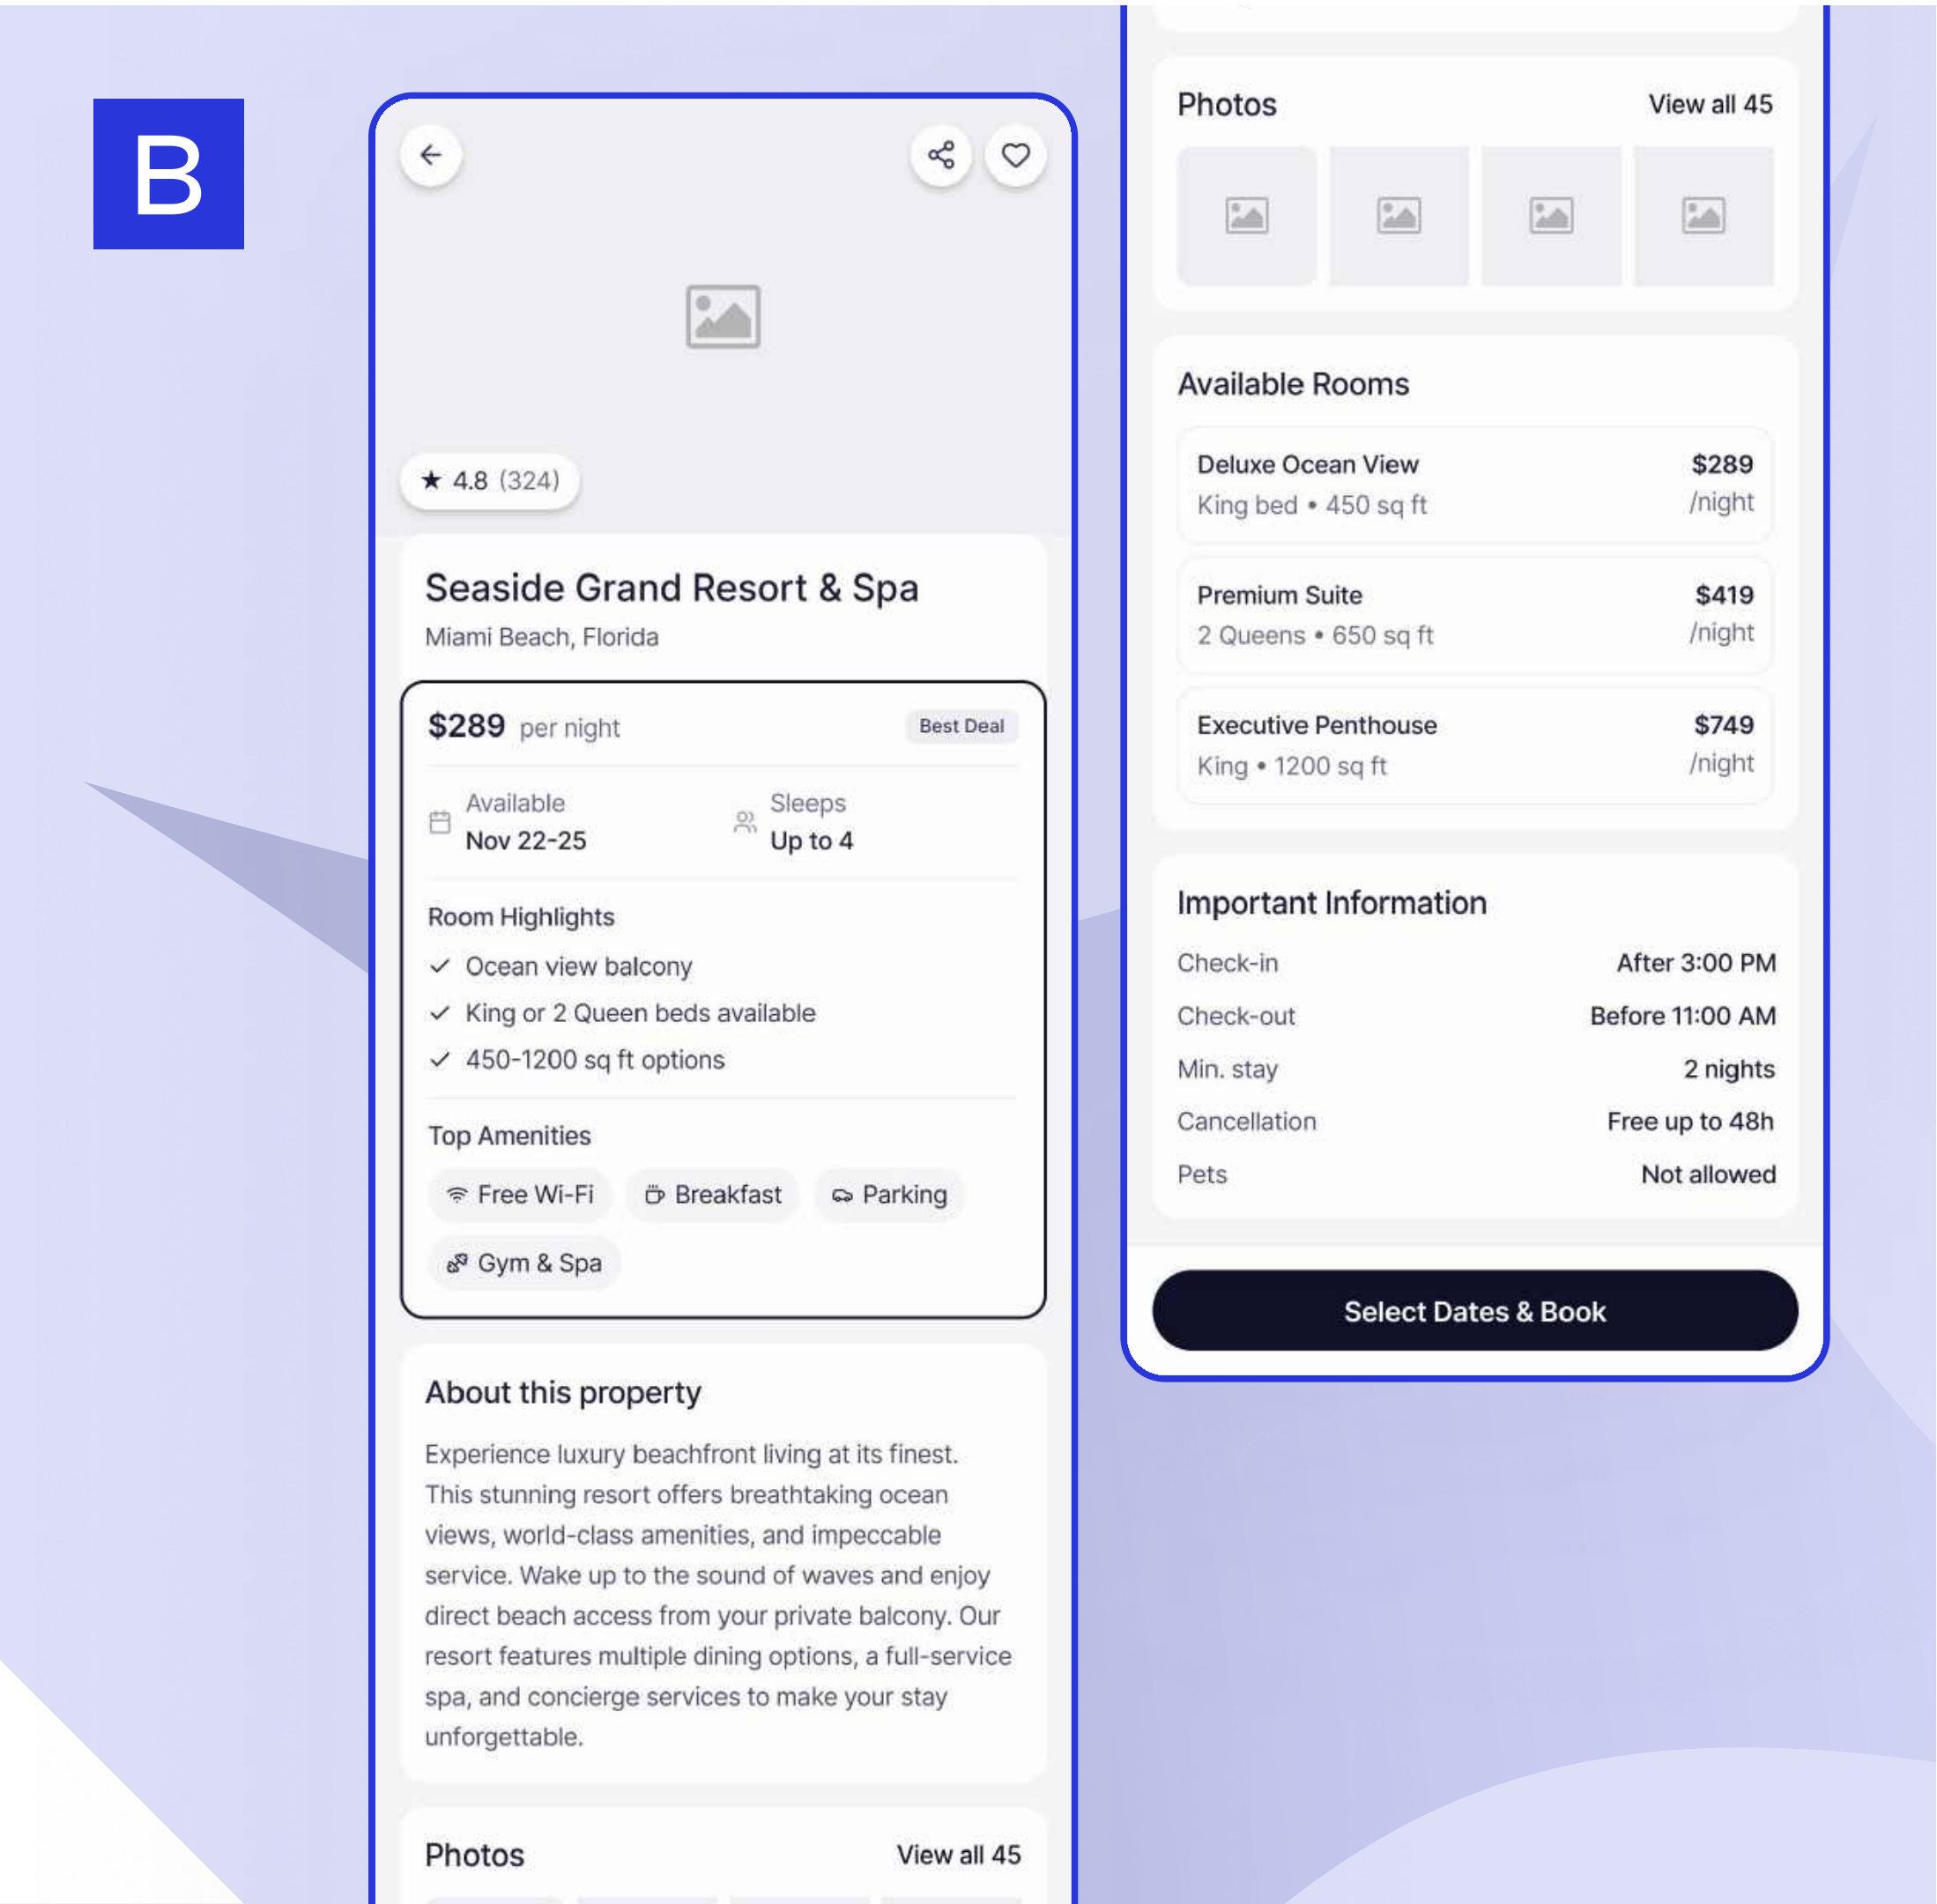 B
★ 4.8 (324)
Seaside Grand Resort & Spa
Miami Beach, Florida
$289 per night
Best Deal
Available
Nov 22-25
Sleeps
Up to 4
Room Highlights
✓ Ocean view balcony
✓ King or 2 Queen beds available
✓ 450-1200 sq ft options
Top Amenities
Free Wi-Fi
Breakfast
Parking
Gym & Spa
About this property
Experience luxury beachfront living at its finest.
This stunning resort offers breathtaking ocean
views, world-class amenities, and impeccable
service. Wake up to the sound of waves and enjoy
direct beach access from your private balcony. Our
resort features multiple dining options, a full-service
spa, and concierge services to make your stay
unforgettable.
Photos
View all 45
Photos
View all 45
Available Rooms
Deluxe Ocean View
King bed • 450 sq ft
$289
/night
Premium Suite
2 Queens • 650 sq ft
$419
/night
Executive Penthouse
King • 1200 sq ft
$749
/night
Important Information
Check-in After 3:00 PM
Check-out Before 11:00 AM
Min. stay 2 nights
Cancellation Free up to 48h
Pets Not allowed
Select Dates & Book